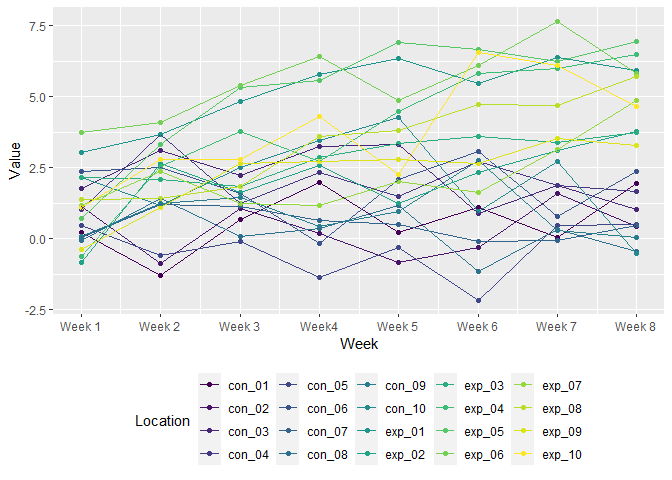 7.5
5.0
2.5
0.0
-2.5
Value
Week 1 Week 2 Week 3 Week4 Week 5 Week 6 Week 7 Week 8
Week
Location
con_01 con_05 con_09 exp_03 exp_07
con_02 con_06 con_10 exp_04 exp_08
con_03 con_07 exp_01 exp_05 exp_09
con_04 con_08 exp_02 exp_06 exp_10